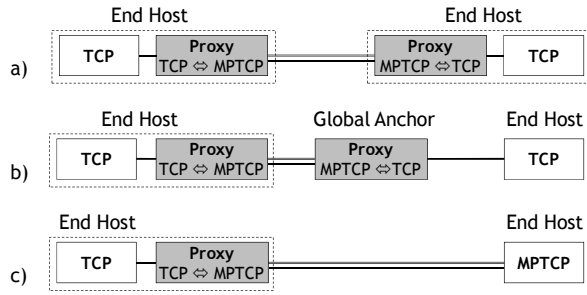 End Host End Host
a) TCP Proxy Proxy TCP
TCP ⇔ MPTCP MPTCP ⇔TCP
End Host Global Anchor End Host
b) TCP Proxy Proxy TCP
TCP ⇔ MPTCP MPTCP ⇔TCP
End Host End Host
c) TCP Proxy MPTCP
TCP ⇔ MPTCP